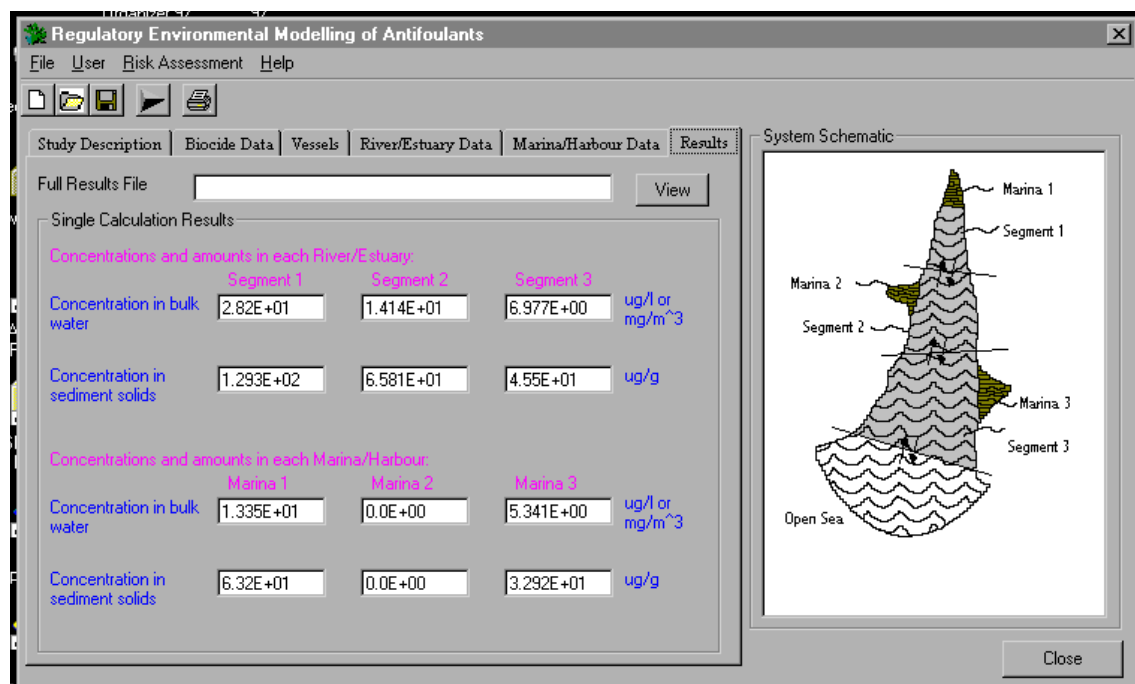 Organizer 97 97
Regulatory Environmental Modelling of Antifoulants
File User Risk Assessment Help
Study Description Biocide Data Vessels River/Estuary Data Marina/Harbour Data Results
Full Results File View
Single Calculation Results
Concentrations and amounts in each River/Estuary:
Segment 1 Segment 2 Segment 3
Concentration in bulk water 2.82E+01 1.414E+01 6.977E+00 ug/l or mg/m^3
Concentration in sediment solids 1.293E+02 6.581E+01 4.55E+01 ug/g
Concentrations and amounts in each Marina/Harbour:
Marina 1 Marina 2 Marina 3
Concentration in bulk water 1.335E+01 0.0E+00 5.341E+00 ug/l or mg/m^3
Concentration in sediment solids 6.32E+01 0.0E+00 3.292E+01 ug/g
System Schematic
Marina 1
Segment 1
Marina 2
Segment 2
Marina 3
Segment 3
Open Sea
Close